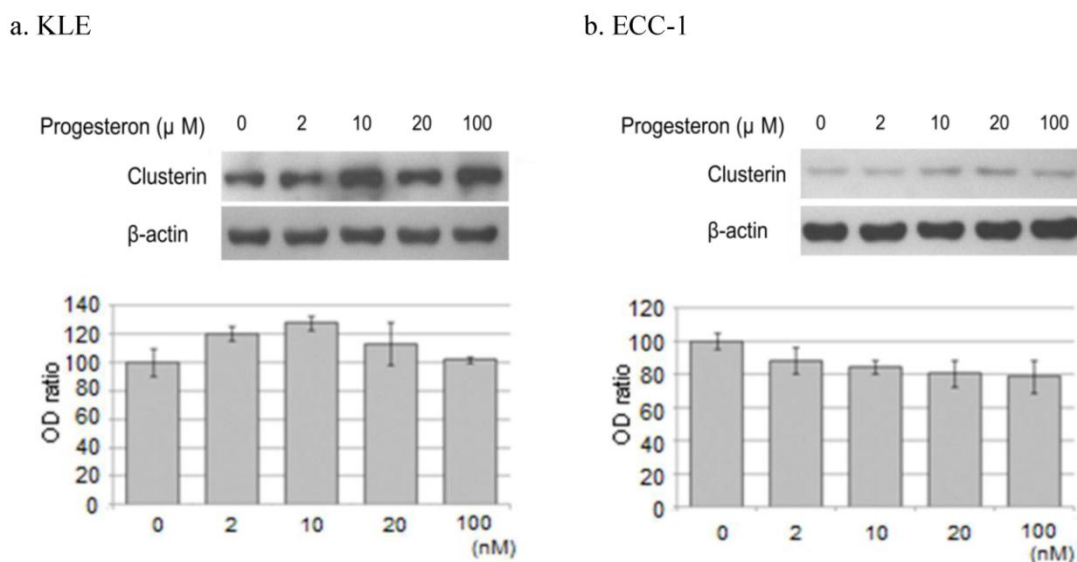 a. KLE
Progesteron (μ M) 0 2 10 20 100
Clusterin
β-actin
140
120
100
80
60
40
20
0
OD ratio
0 2 10 20 100
(nM)
b. ECC-1
Progesteron (μ M) 0 2 10 20 100
Clusterin
β-actin
120
100
80
60
40
20
0
OD ratio
0 2 10 20 100
(nM)